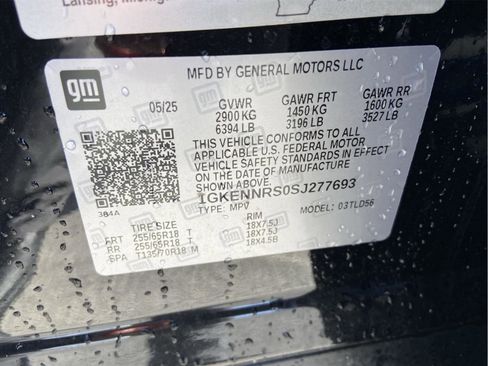 Lansing, Michigan
gm
MFD BY GENERAL MOTORS LLC
05/25 GVWR GAWR FRT GAWR RR
2900 KG 1450 KG 1600 KG
6394 LB 3196 LB 3527 LB
THIS VEHICLE CONFORMS TO ALL
APPLICABLE U.S. FEDERAL MOTOR
VEHICLE SAFETY STANDARDS IN EFFECT
ON THE DATE OF MANUFACTURE
SHOWN ABOVE.
1GKENNRS0SJ277693
TYPE: MPV MODEL: 03TLD56
384A
TIRE SIZE RIM
FRT 255/65R18 T 18X7.5J
RR 255/65R18 T 18X7.5J
SPA T135/70R18 M 18X4.5B